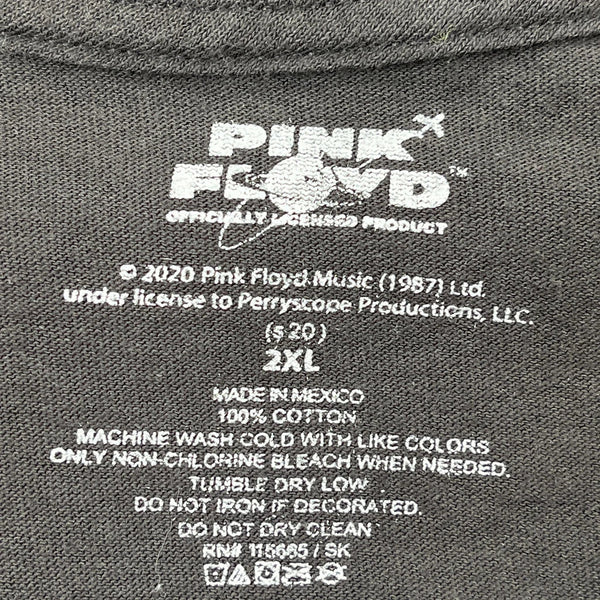 PINK
FLOYD™
OFFICIALLY LICENSED PRODUCT
© 2020 Pink Floyd Music (1987) Ltd.
under license to Perryscope Productions, LLC.
(s 20)
2XL
MADE IN MEXICO
100% COTTON
MACHINE WASH COLD WITH LIKE COLORS
ONLY NON-CHLORINE BLEACH WHEN NEEDED.
TUMBLE DRY LOW
DO NOT IRON IF DECORATED.
DO NOT DRY CLEAN
RN# 115665 / SK